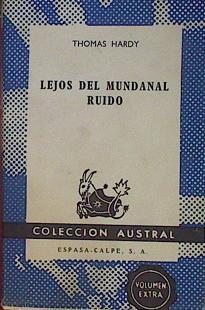 THOMAS HARDY
LEJOS DEL MUNDANAL
RUIDO
COLECCION AUSTRAL
ESPASA-CALPE, S. A.
VOLUMEN
EXTRA